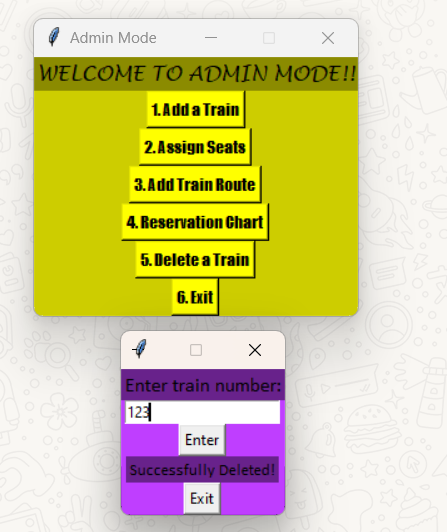 Admin Mode
WELCOME TO ADMIN MODE!!
1. Add a Train
2. Assign Seats
3. Add Train Route
4. Reservation Chart
5. Delete a Train
6. Exit
Enter train number:
123
Enter
Successfully Deleted!
Exit